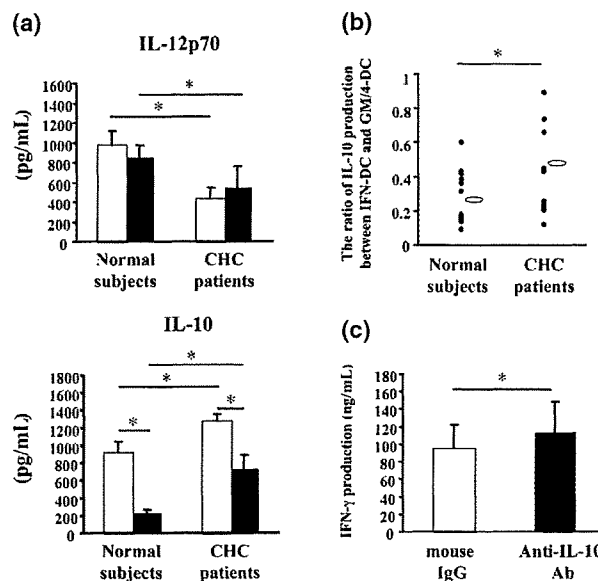 (a)
IL-12p70
(pg/mL)
1600
1400
1200
1000
800
600
400
200
0
*
*
Normal subjects
CHC patients
IL-10
(pg/mL)
1800
1600
1400
1200
1000
800
600
400
200
0
*
*
*
*
Normal subjects
CHC patients
(b)
The ratio of IL-10 production
between IFN-DC and GM/4-DC
1
0.8
0.6
0.4
0.2
0
*
Normal subjects
CHC patients
(c)
IFN-γ production (ng/mL)
180
160
140
120
100
80
60
40
20
0
*
mouse IgG
Anti-IL-10 Ab